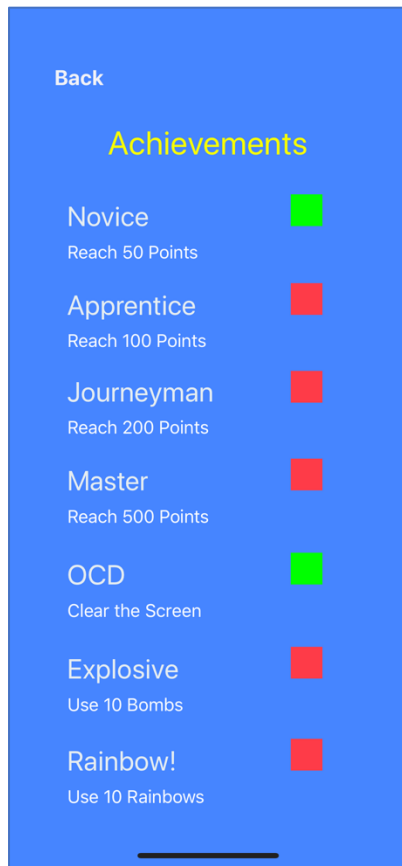 Back
Achievements
Novice
Reach 50 Points
Apprentice
Reach 100 Points
Journeyman
Reach 200 Points
Master
Reach 500 Points
OCD
Clear the Screen
Explosive
Use 10 Bombs
Rainbow!
Use 10 Rainbows